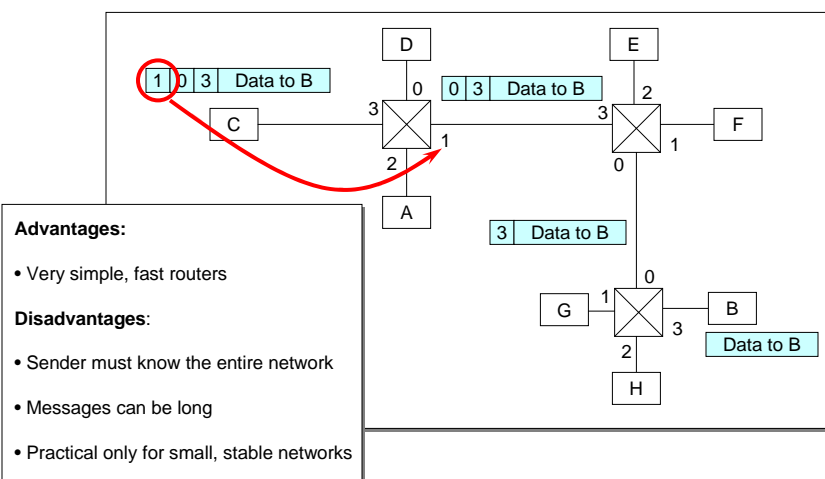 D
E
1 0 3 Data to B
0 3 Data to B
0
2
3
3
C
F
1
1
2
0
A
3 Data to B
Advantages:
• Very simple, fast routers
Disadvantages:
• Sender must know the entire network
• Messages can be long
• Practical only for small, stable networks
0
1
G
B
3
2
Data to B
H